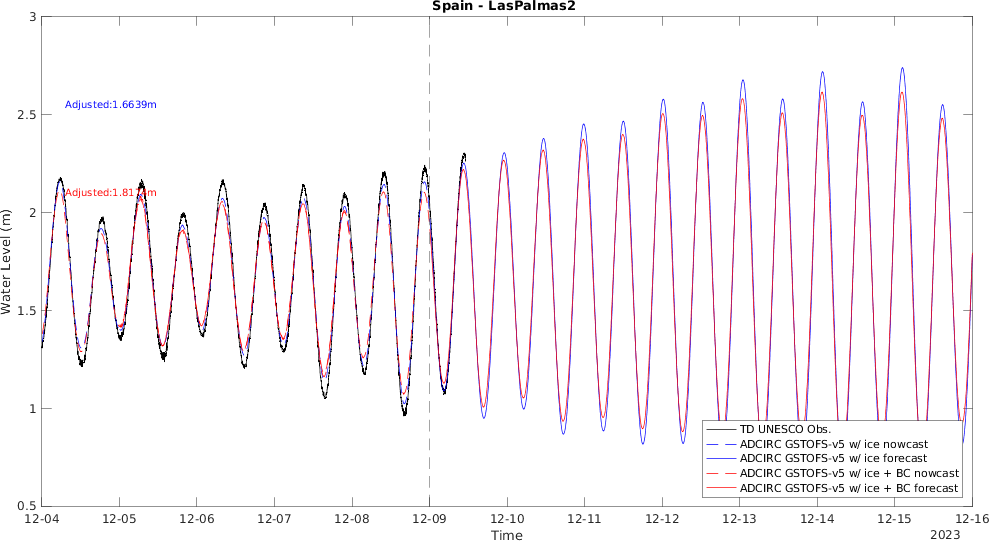 Spain - LasPalmas2
3
2.5
2
1.5
1
0.5
Water Level (m)
Adjusted:1.6639m
12-04
12-05
12-06
12-07
12-08
12-09
12-10
12-11
12-12
12-13
12-14
12-15
12-16
Time
2023
TD UNESCO Obs.
ADCIRC GSTOFS-v5 w/ ice nowcast
ADCIRC GSTOFS-v5 w/ ice forecast
ADCIRC GSTOFS-v5 w/ ice + BC nowcast
ADCIRC GSTOFS-v5 w/ ice + BC forecast